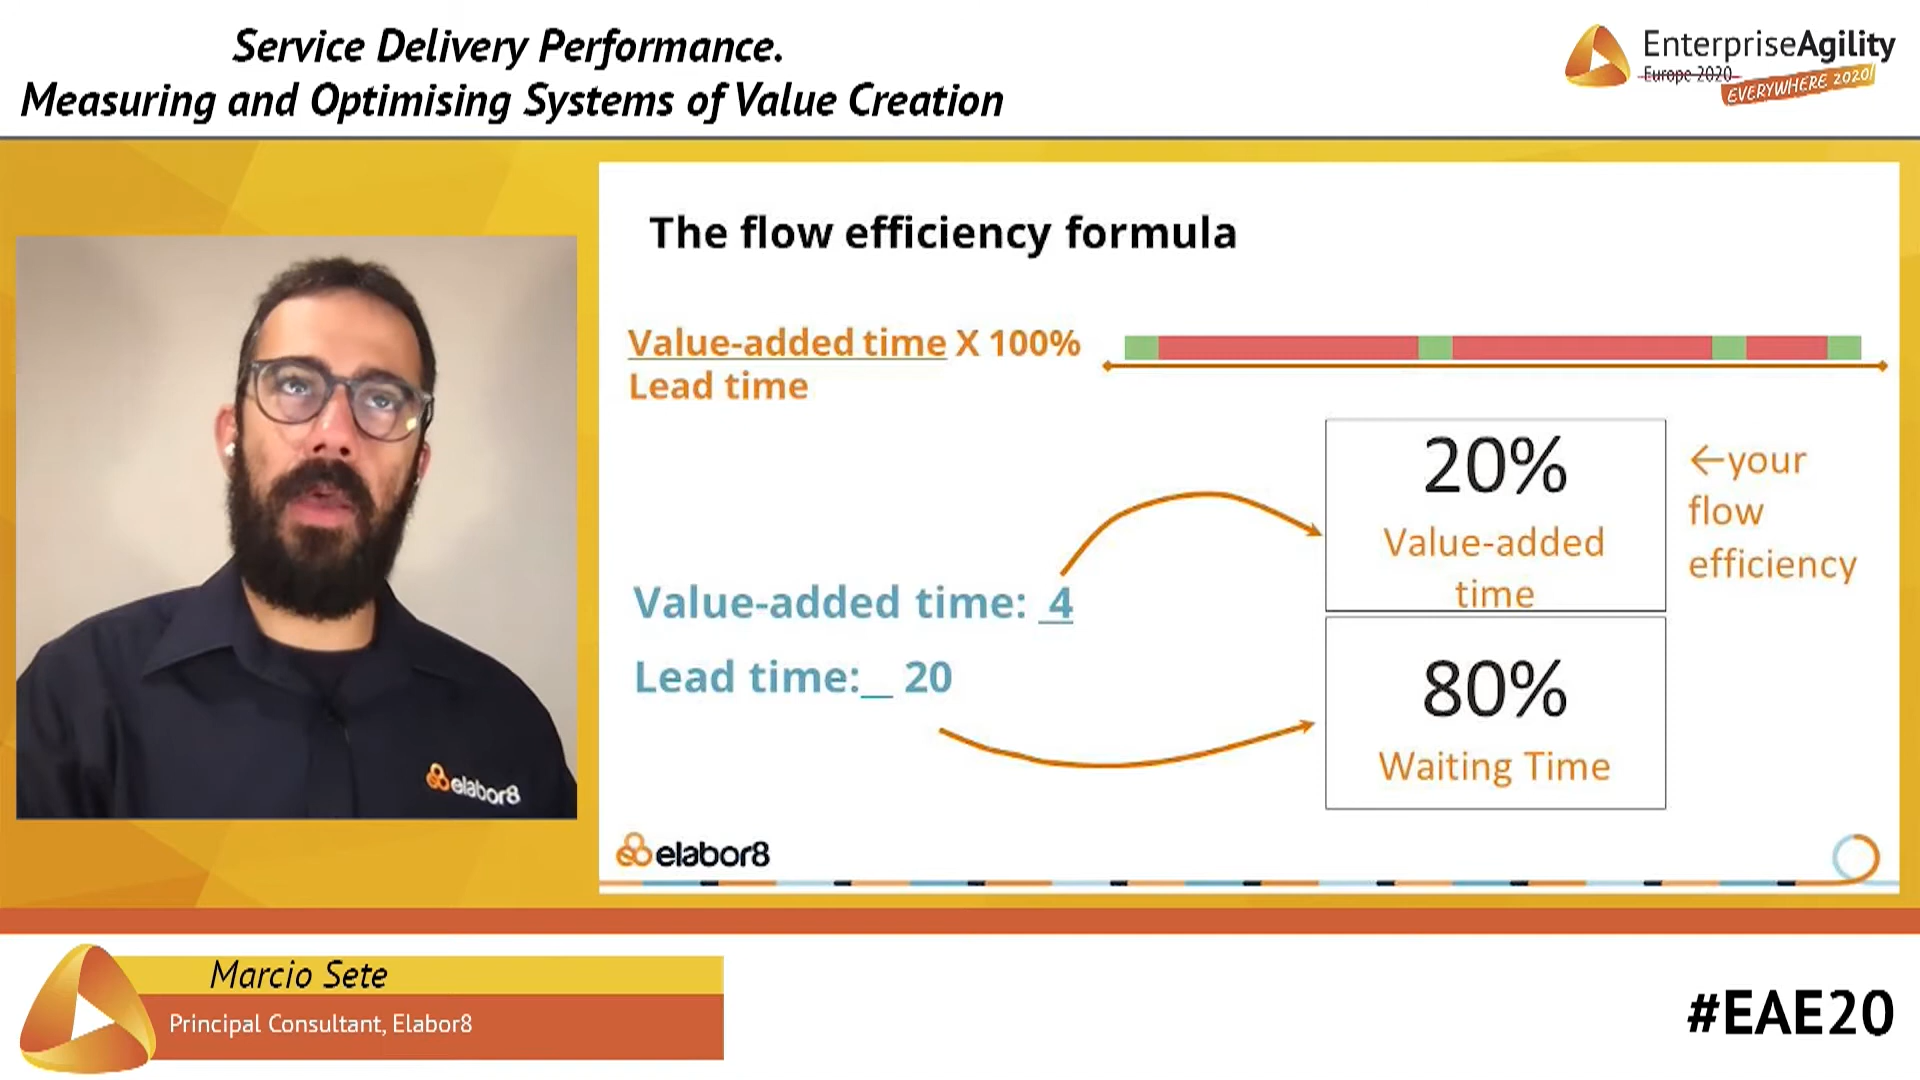 Service Delivery Performance.
Measuring and Optimising Systems of Value Creation
EnterpriseAgility
Europe 2020
EVERYWHERE 2020!
The flow efficiency formula
Value-added time X 100%
Lead time
20%
Value-added
time
←your
flow
efficiency
Value-added time: _4
Lead time:__ 20
80%
Waiting Time
elabor8
elabor8
Marcio Sete
Principal Consultant, Elabor8
#EAE20